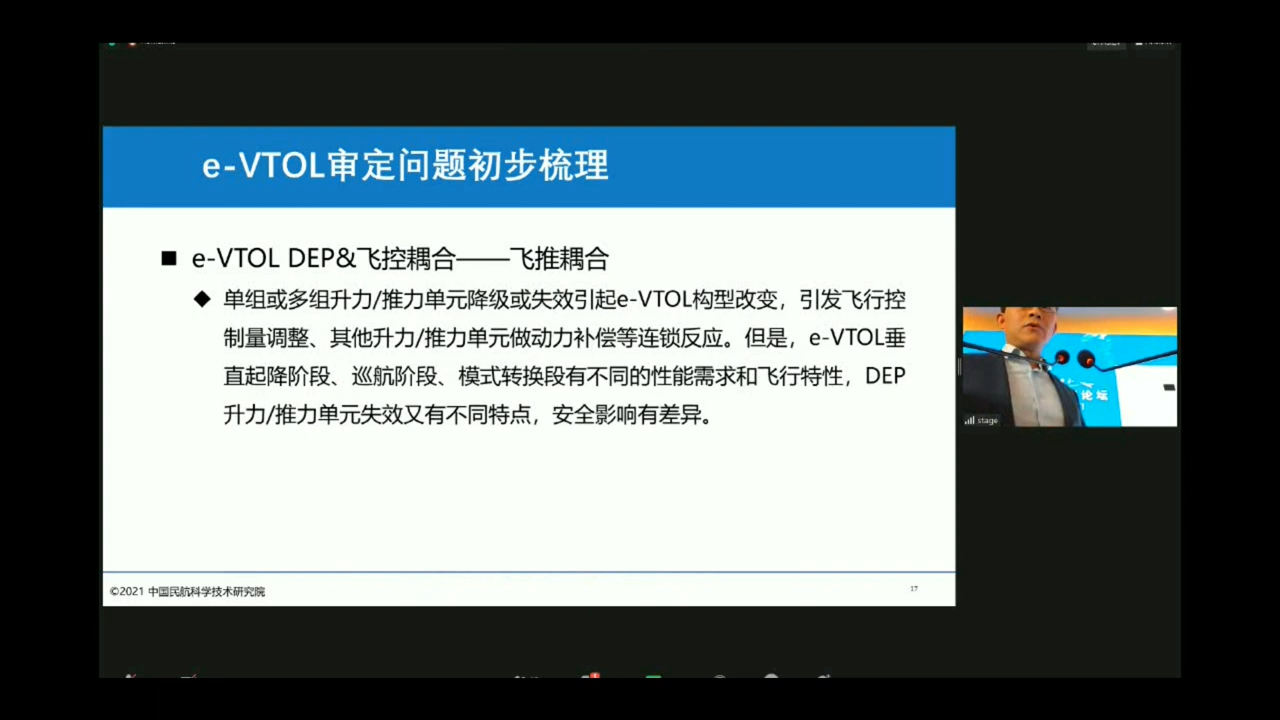 e-VTOL审定问题初步梳理
■ e-VTOL DEP&飞控耦合——飞推耦合
◆ 单组或多组升力/推力单元降级或失效引起e-VTOL构型改变，引发飞行控
制量调整、其他升力/推力单元做动力补偿等连锁反应。但是，e-VTOL垂
直起降阶段、巡航阶段、模式转换段有不同的性能需求和飞行特性，DEP
升力/推力单元失效又有不同特点，安全影响有差异。
论坛
stage
©2021 中国民航科学技术研究院
17